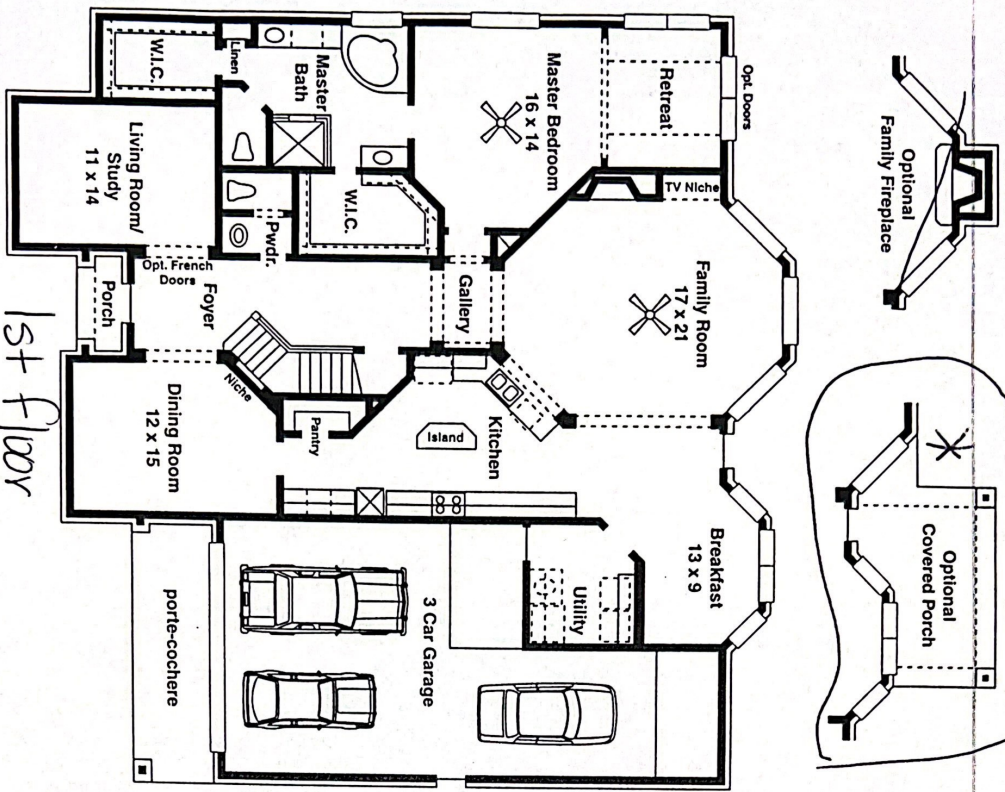 Optional
Family Fireplace
Optional
Covered Porch
Opt. Doors
Retreat
TV Niche
Master Bedroom
16 x 14
Family Room
17 x 21
Breakfast
13 x 9
Master
Bath
Linen
W.I.C.
W.I.C.
Pwdr.
Gallery
Kitchen
Island
Utility
Pantry
Living Room/
Study
11 x 14
Opt. French
Doors
Foyer
Niche
Porch
Dining Room
12 x 15
3 Car Garage
porte-cochere
1st floor